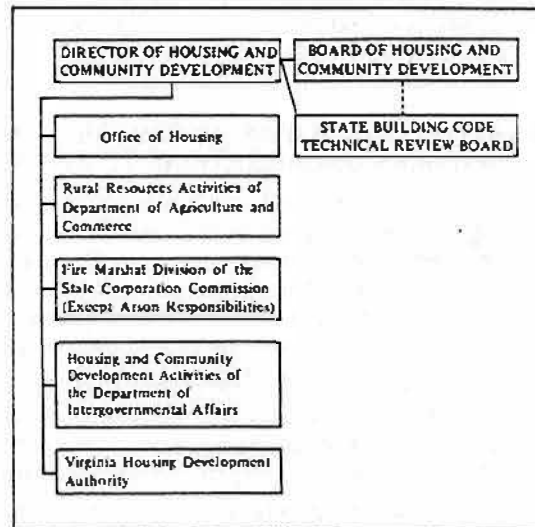 DIRECTOR OF HOUSING AND
COMMUNITY DEVELOPMENT
BOARD OF HOUSING AND
COMMUNITY DEVELOPMENT
STATE BUILDING CODE
TECHNICAL REVIEW BOARD
Office of Housing
Rural Resources Activities of
Department of Agriculture and
Commerce
Fire Marshal Division of the
State Corporation Commission
(Except Arson Responsibilities)
Housing and Community
Development Activities of
the Department of
Intergovernmental Affairs
Virginia Housing Development
Authority